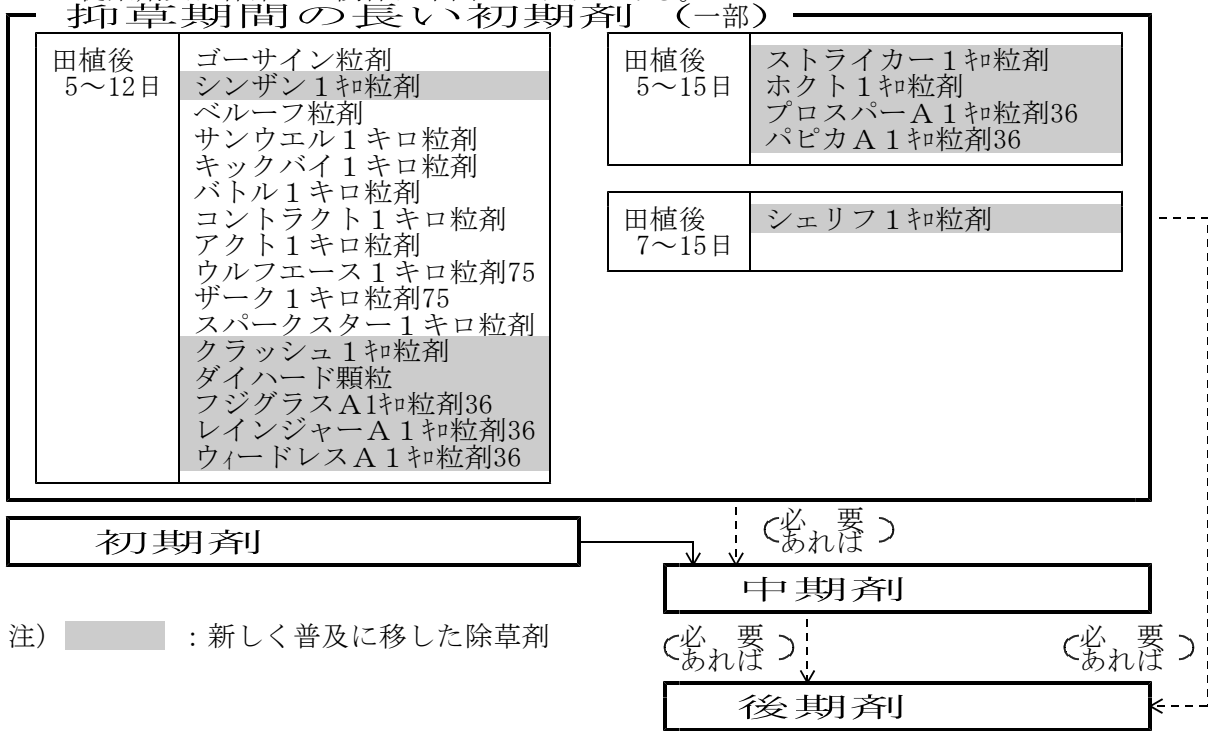 抑草期間の長い初期剤（一部）
田植後
5～12日
ゴーサイン粒剤
シンザン１㌔粒剤
ベルーフ粒剤
サンウエル１キロ粒剤
キックバイ１キロ粒剤
バトル１キロ粒剤
コントラクト１キロ粒剤
アクト１キロ粒剤
ウルフエース１キロ粒剤75
ザーク１キロ粒剤75
スパークスター１キロ粒剤
クラッシュ１㌔粒剤
ダイハード顆粒
フジグラスＡ1㌔粒剤36
レインジャーＡ１㌔粒剤36
ウィードレスＡ１㌔粒剤36
田植後
5～15日
ストライカー１㌔粒剤
ホクト１㌔粒剤
プロスパーＡ１㌔粒剤36
パピカＡ１㌔粒剤36
田植後
7～15日
シェリフ１㌔粒剤
初期剤
（必　要
あれば）
中期剤
注）　：新しく普及に移した除草剤
（必　要
あれば）
（必　要
あれば）
後期剤